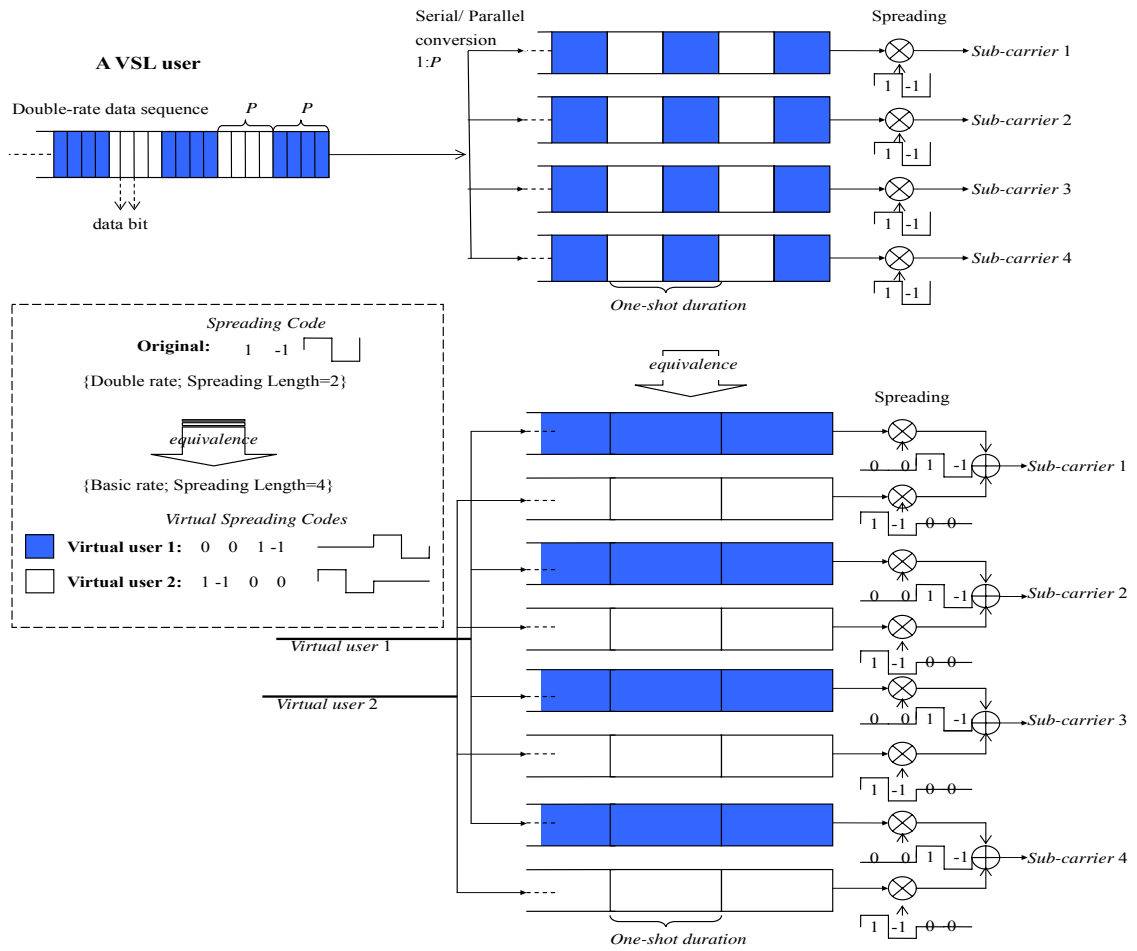 Serial/ Parallel
conversion
1:P
Spreading
A VSL user
Double-rate data sequence
P P
data bit
1 -1
Sub-carrier 1
1 -1
Sub-carrier 2
1 -1
Sub-carrier 3
1 -1
Sub-carrier 4
One-shot duration
equivalence
Spreading Code
Original: 1 -1
{Double rate; Spreading Length=2}
equivalence
{Basic rate; Spreading Length=4}
Virtual Spreading Codes
Virtual user 1: 0 0 1 -1
Virtual user 2: 1 -1 0 0
Virtual user 1
Virtual user 2
Spreading
0 0 1 -1
Sub-carrier 1
1 -1 0 0
0 0 1 -1
Sub-carrier 2
1 -1 0 0
0 0 1 -1
Sub-carrier 3
1 -1 0 0
0 0 1 -1
Sub-carrier 4
1 -1 0 0
One-shot duration